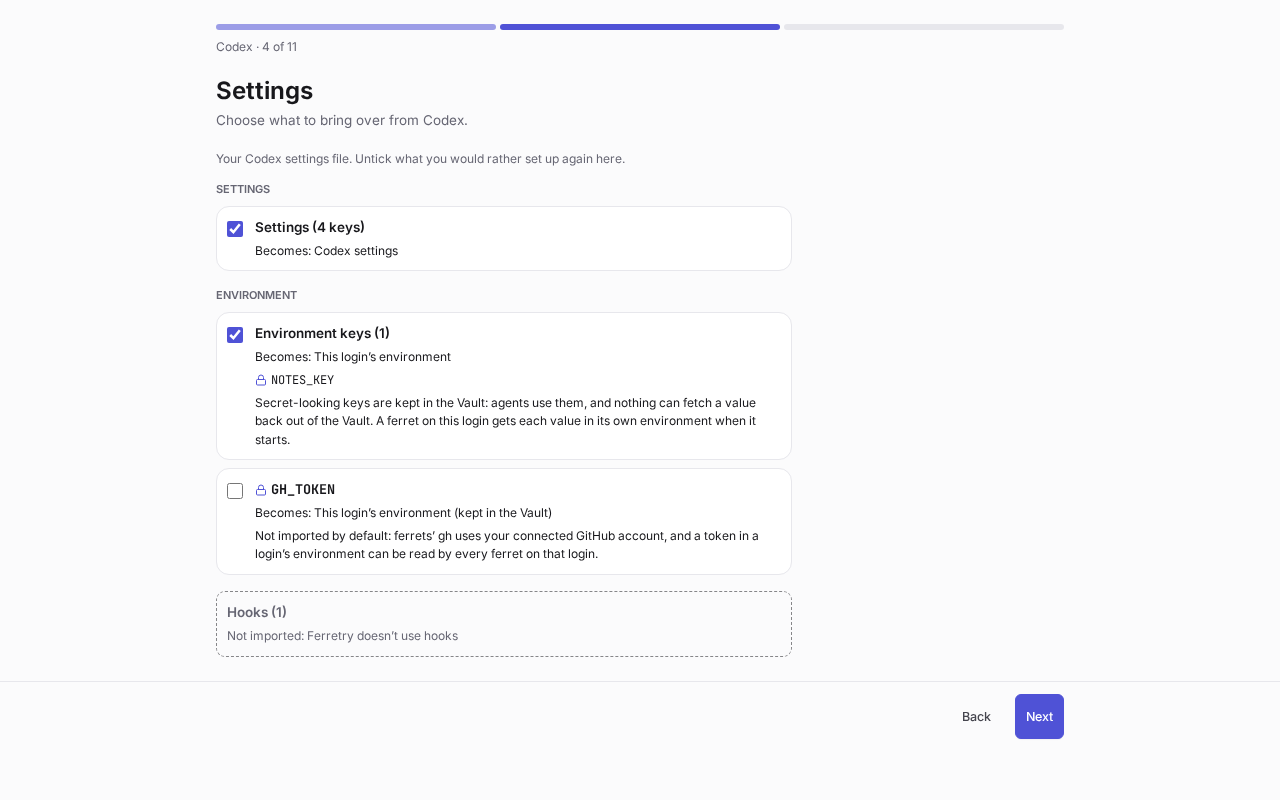 Codex · 4 of 11
Settings
Choose what to bring over from Codex.
Your Codex settings file. Untick what you would rather set up again here.
SETTINGS
Settings (4 keys)
Becomes: Codex settings
ENVIRONMENT
Environment keys (1)
Becomes: This login’s environment
NOTES_KEY
Secret-looking keys are kept in the Vault: agents use them, and nothing can fetch a value
back out of the Vault. A ferret on this login gets each value in its own environment when it
starts.
GH_TOKEN
Becomes: This login’s environment (kept in the Vault)
Not imported by default: ferrets’ gh uses your connected GitHub account, and a token in a
login’s environment can be read by every ferret on that login.
Hooks (1)
Not imported: Ferretry doesn’t use hooks
Back
Next